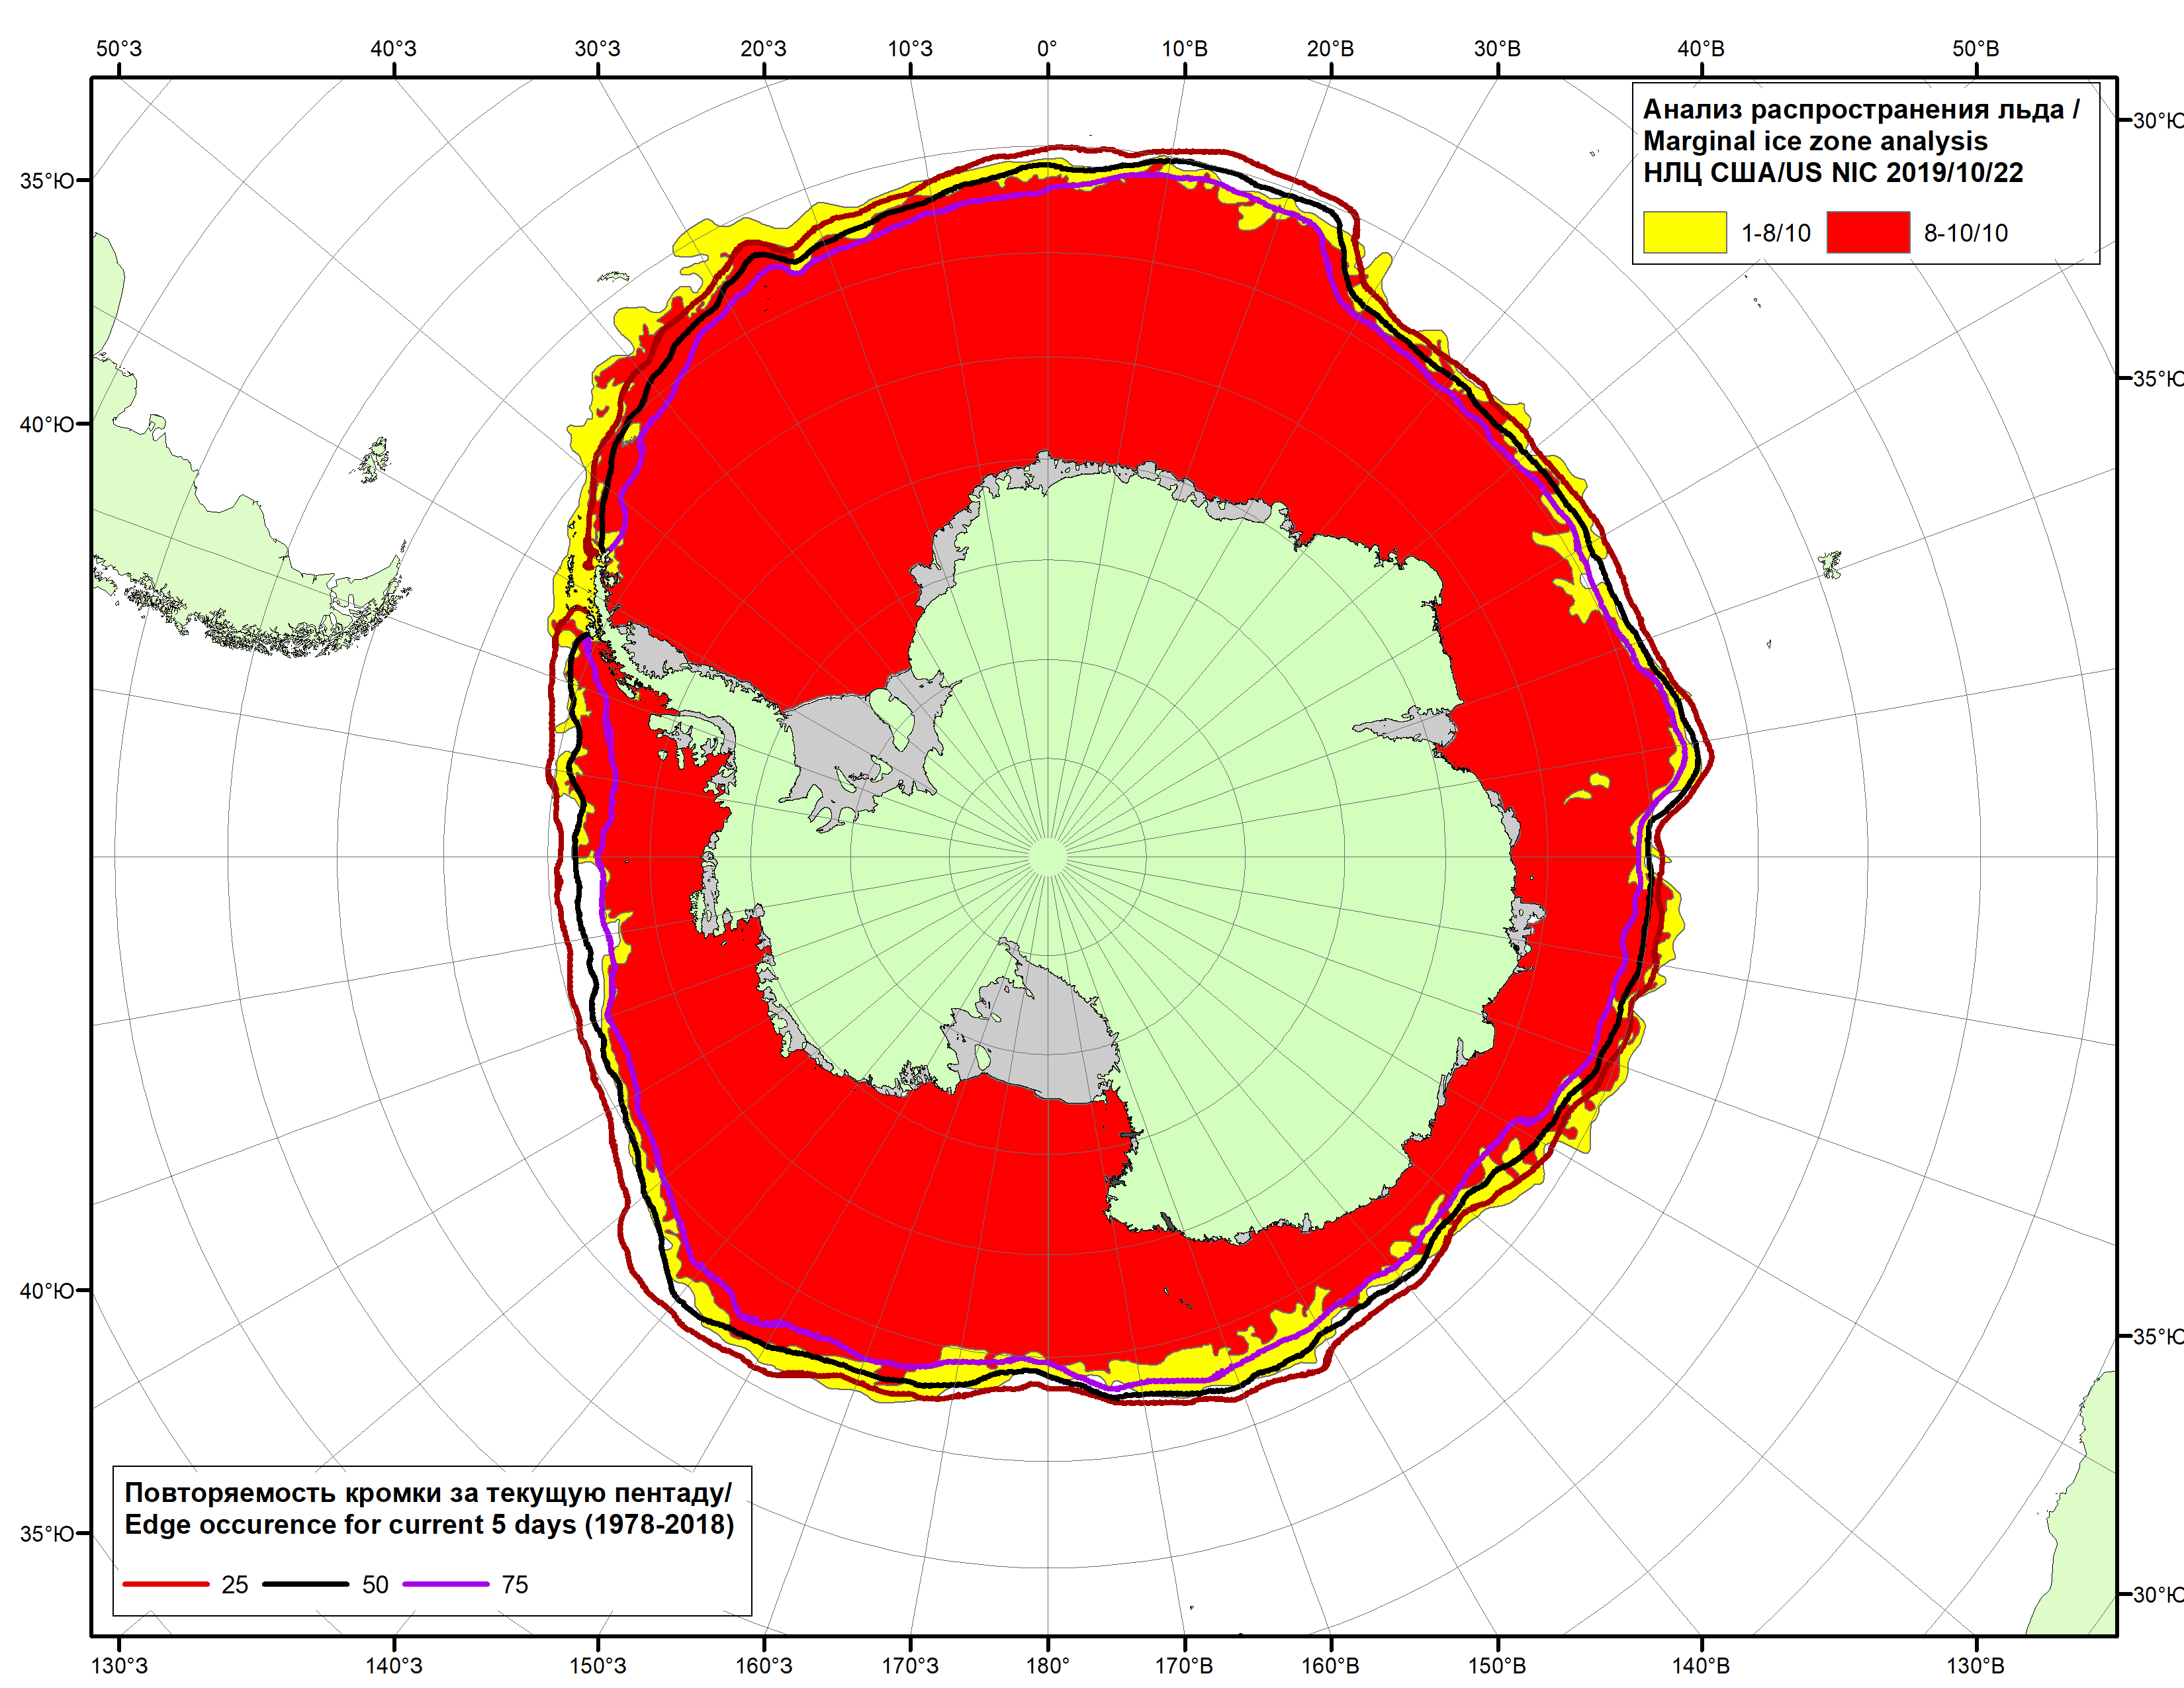 50°З 40°З 30°З 20°З 10°З 0° 10°В 20°В 30°В 40°В 50°В
Анализ распространения льда /
Marginal ice zone analysis
НЛЦ США/US NIC 2019/10/22
1-8/10 8-10/10
30°Ю
35°Ю
35°Ю
40°Ю
40°Ю
35°Ю
35°Ю
30°Ю
Повторяемость кромки за текущую пентаду/
Edge occurence for current 5 days (1978-2018)
25 50 75
130°З 140°З 150°З 160°З 170°З 180° 170°В 160°В 150°В 140°В 130°В